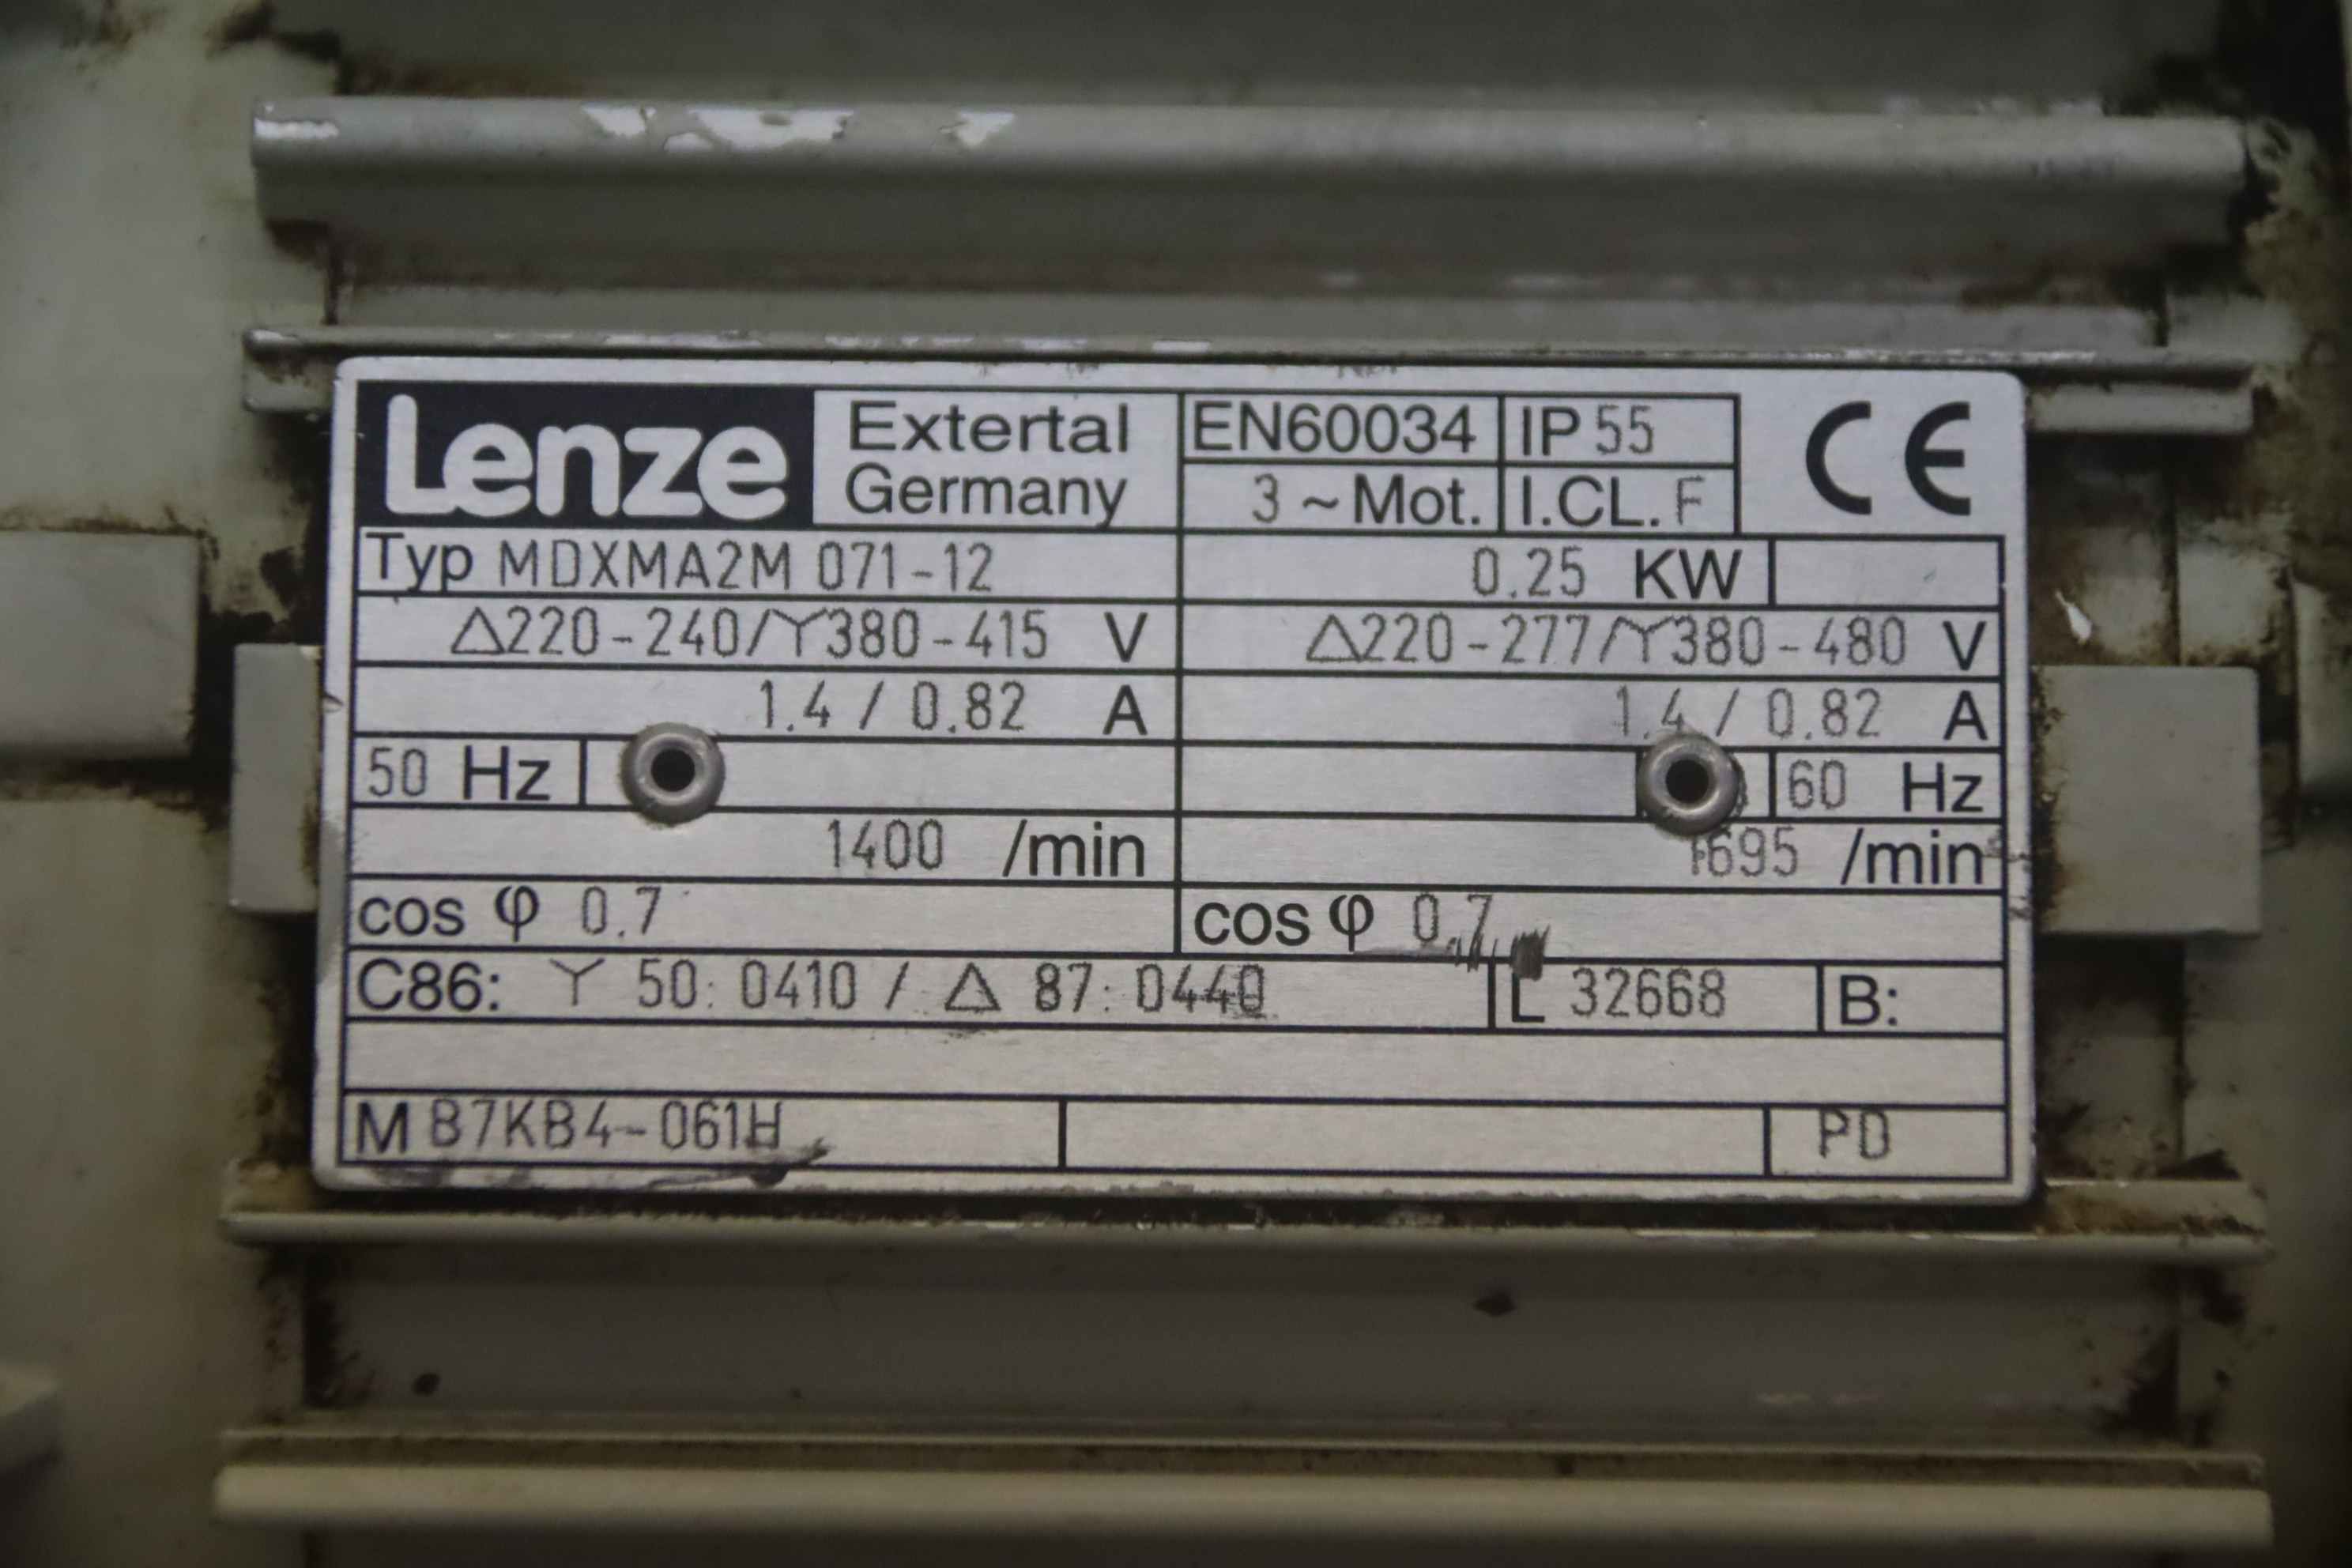 Lenze Extertal Germany EN60034 IP 55 CE
3 ~ Mot. I.CL. F
Typ MDXMA2M 071-12 0.25 KW
△220-240/Y380-415 V △220-277/Y380-480 V
1.4 / 0.82 A 1.4 / 0.82 A
50 Hz 60 Hz
1400 /min 1695 /min
cos φ 0.7 cos φ 0.7
C86: Y 50: 0410 / △ 87: 0440 L 32668 B:
M 87KB4-061H PD